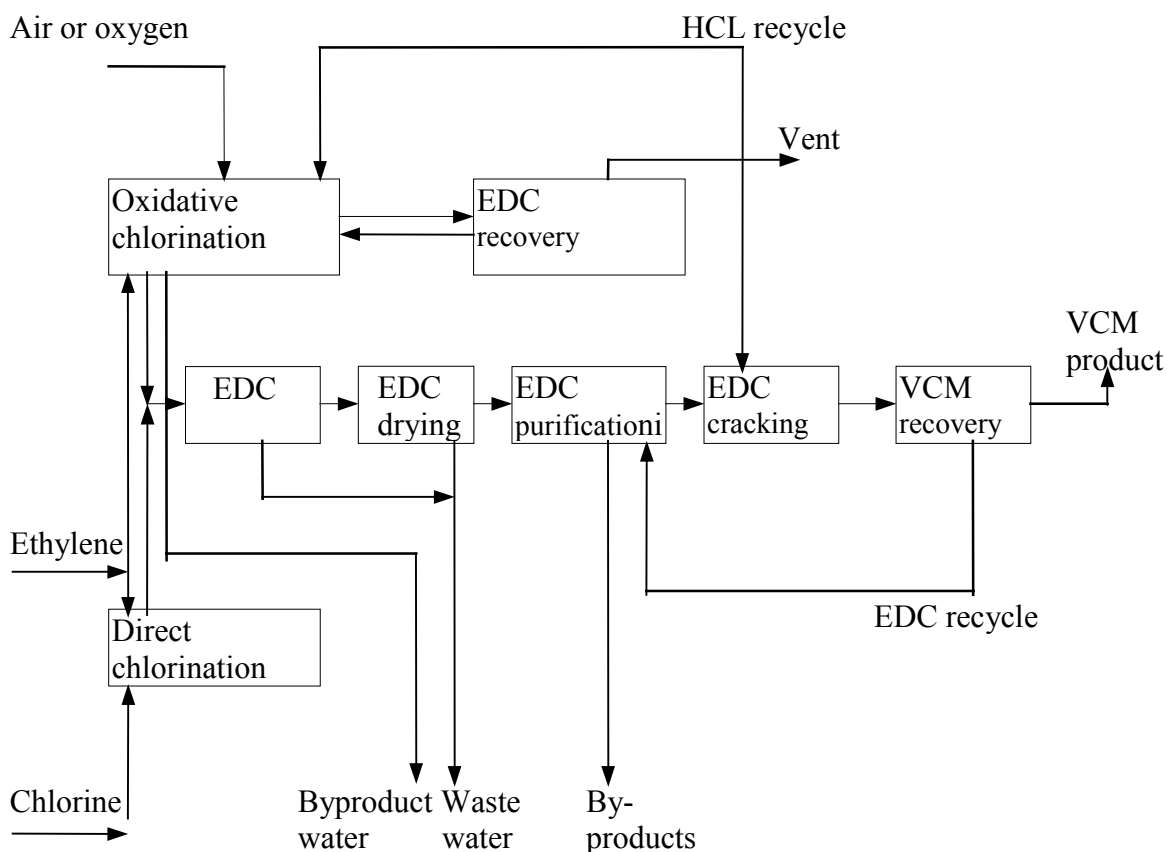 Air or oxygen
HCL recycle
Vent
Oxidative
chlorination
EDC
recovery
VCM
product
EDC
EDC
drying
EDC
purificationi
EDC
cracking
VCM
recovery
Ethylene
EDC recycle
Direct
chlorination
Chlorine
Byproduct
water
Waste
water
By-
products